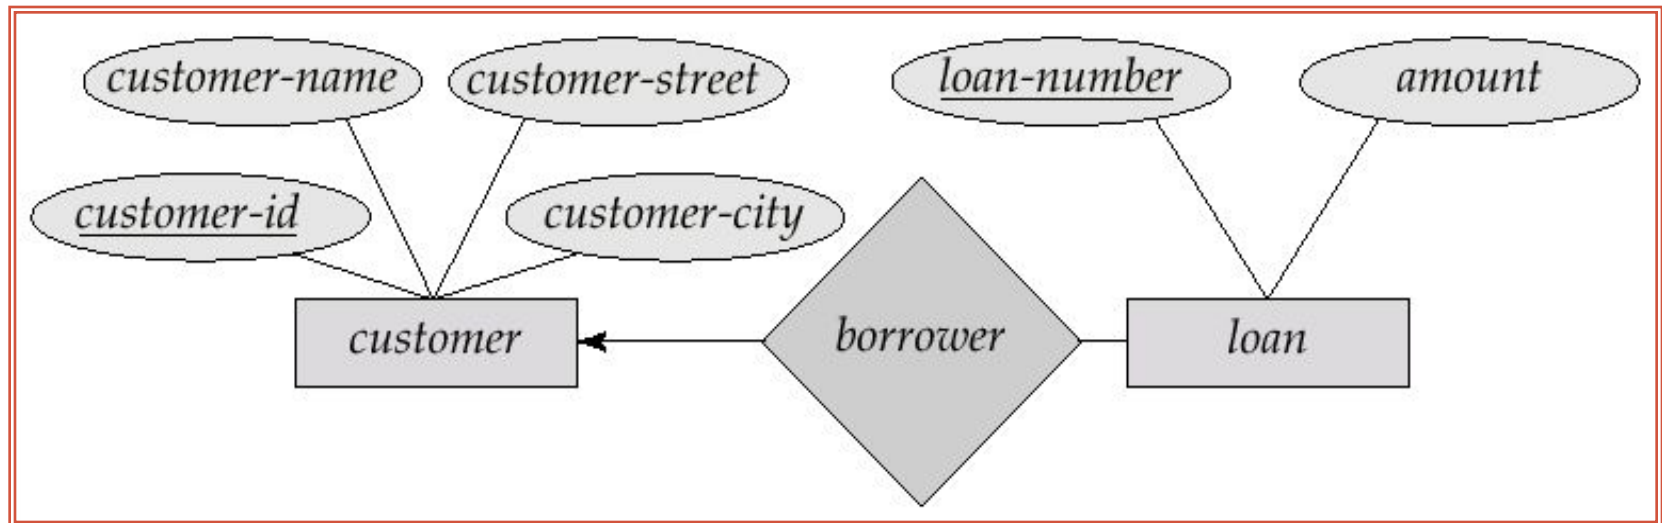 customer-name
customer-street
loan-number
amount
customer-id
customer-city
customer
borrower
loan